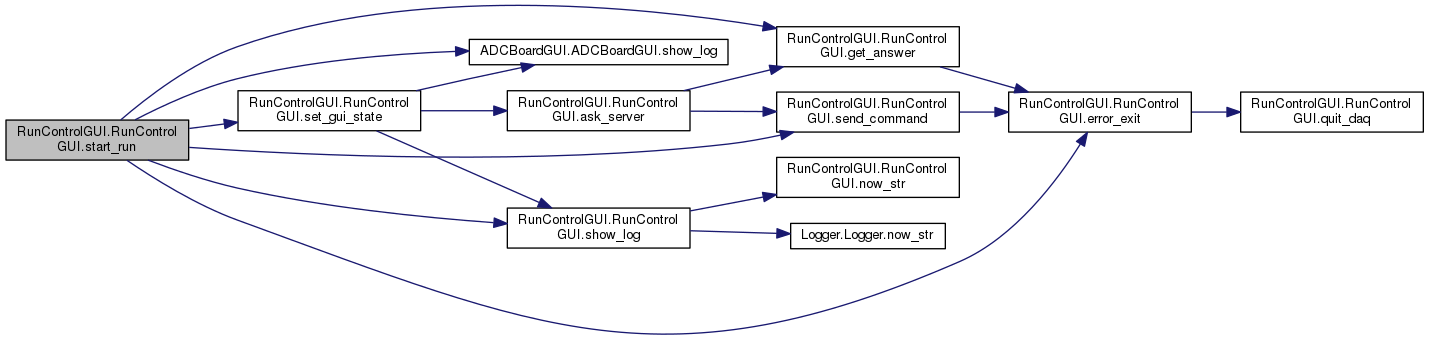 RunControlGUI.RunControl
GUI.start_run
RunControlGUI.RunControl
GUI.set_gui_state
ADCBoardGUI.ADCBoardGUI.show_log
RunControlGUI.RunControl
GUI.ask_server
RunControlGUI.RunControl
GUI.show_log
RunControlGUI.RunControl
GUI.get_answer
RunControlGUI.RunControl
GUI.send_command
RunControlGUI.RunControl
GUI.now_str
Logger.Logger.now_str
RunControlGUI.RunControl
GUI.error_exit
RunControlGUI.RunControl
GUI.quit_daq